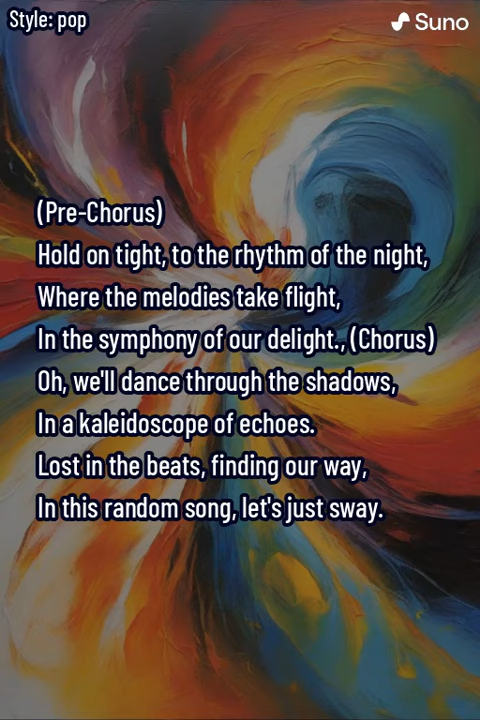 Style: pop
Suno
(Pre-Chorus)
Hold on tight, to the rhythm of the night,
Where the melodies take flight,
In the symphony of our delight., (Chorus)
Oh, we'll dance through the shadows,
In a kaleidoscope of echoes.
Lost in the beats, finding our way,
In this random song, let's just sway.